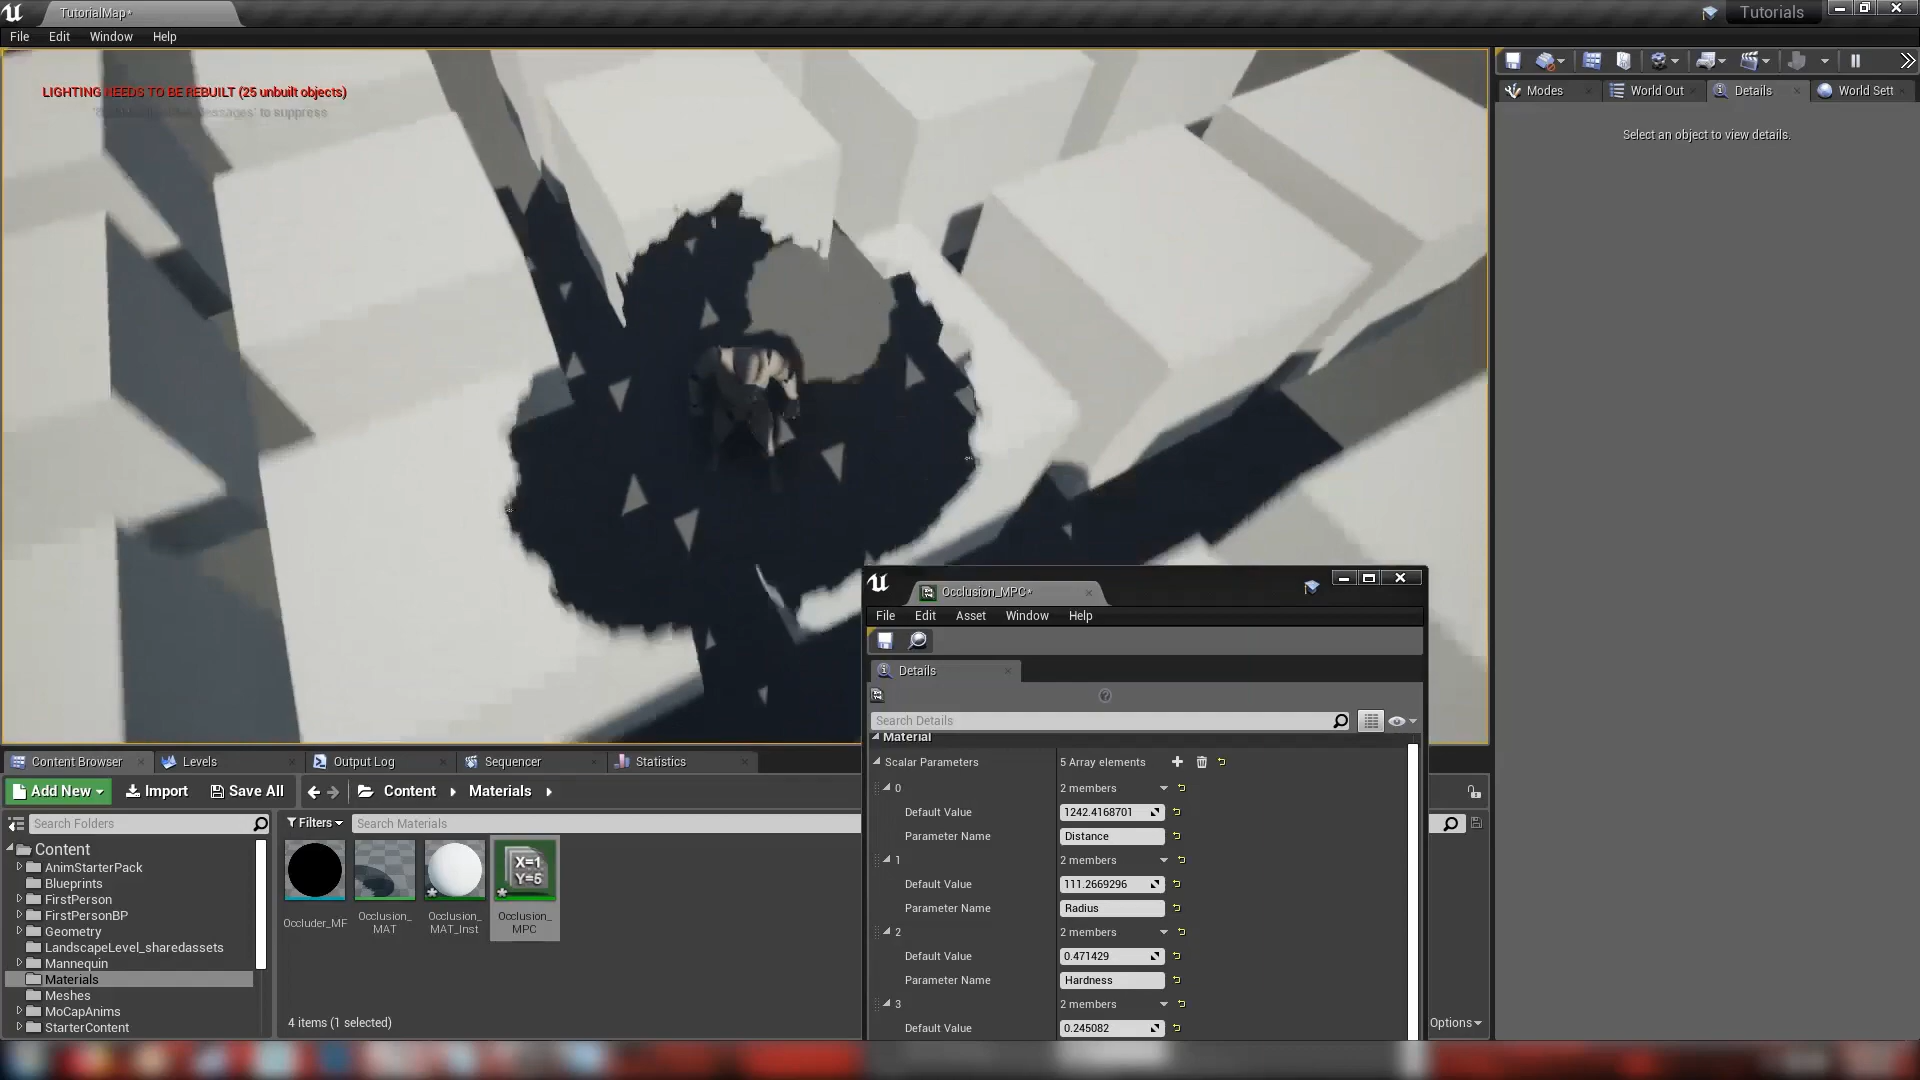 TutorialMap*
Tutorials
File Edit Window Help
LIGHTING NEEDS TO BE REBUILT (25 unbuilt objects)
to suppress
Modes World Out Details World Sett
Select an object to view details.
Occlusion_MPC*
File Edit Asset Window Help
Details
Search Details
Material
Scalar Parameters 5 Array elements
0 2 members
Default Value 1242.4168701
Parameter Name Distance
1 2 members
Default Value 111.2669296
Parameter Name Radius
2 2 members
Default Value 0.471429
Parameter Name Hardness
3 2 members
Default Value 0.245082
Content Browser Levels Output Log Sequencer Statistics
Add New Import Save All Content Materials
Search Folders Filters Search Materials
Content
AnimStarterPack
Blueprints
FirstPerson
FirstPersonBP
Geometry
LandscapeLevel_sharedassets
Mannequin
Materials
Meshes
MoCapAnims
StarterContent
Occluder_MF
Occlusion_
MAT
Occlusion_
MAT_Inst
X=1
Y=5
Occlusion_
MPC
4 items (1 selected)
Options